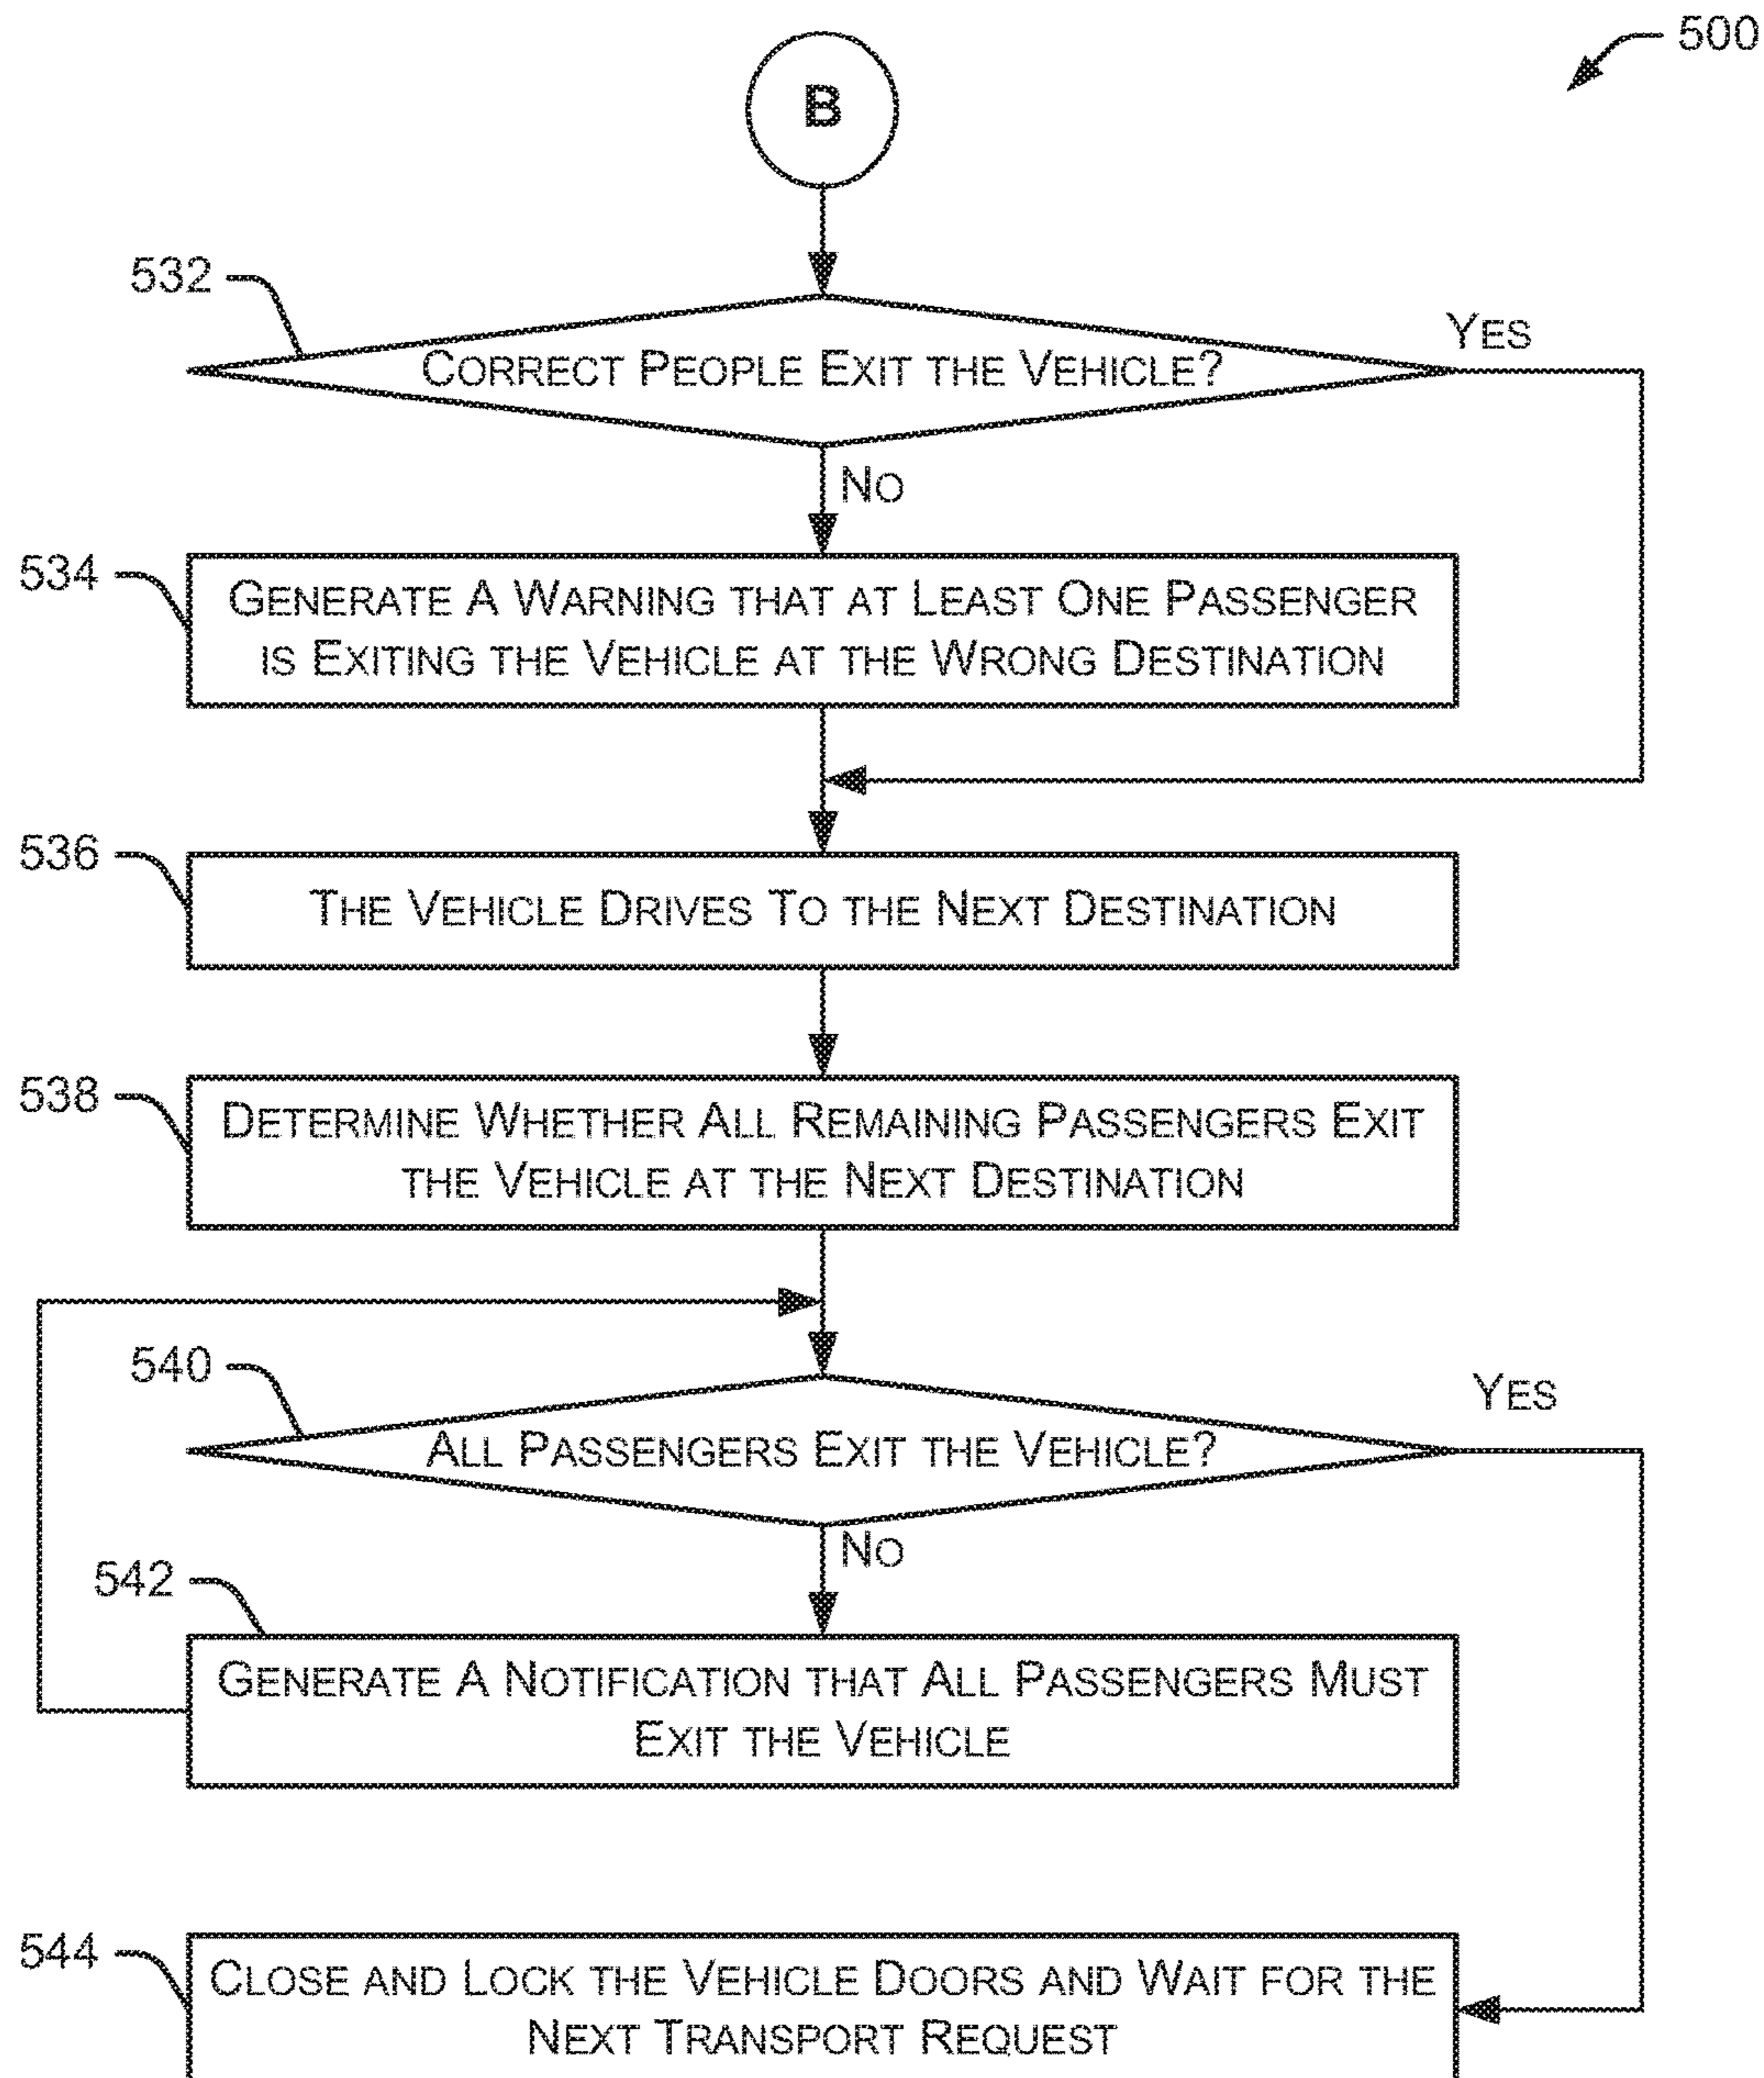 500
B
532
CORRECT PEOPLE EXIT THE VEHICLE?
YES
NO
534
GENERATE A WARNING THAT AT LEAST ONE PASSENGER
IS EXITING THE VEHICLE AT THE WRONG DESTINATION
536
THE VEHICLE DRIVES TO THE NEXT DESTINATION
538
DETERMINE WHETHER ALL REMAINING PASSENGERS EXIT
THE VEHICLE AT THE NEXT DESTINATION
540
ALL PASSENGERS EXIT THE VEHICLE?
YES
NO
542
GENERATE A NOTIFICATION THAT ALL PASSENGERS MUST
EXIT THE VEHICLE
544
CLOSE AND LOCK THE VEHICLE DOORS AND WAIT FOR THE
NEXT TRANSPORT REQUEST